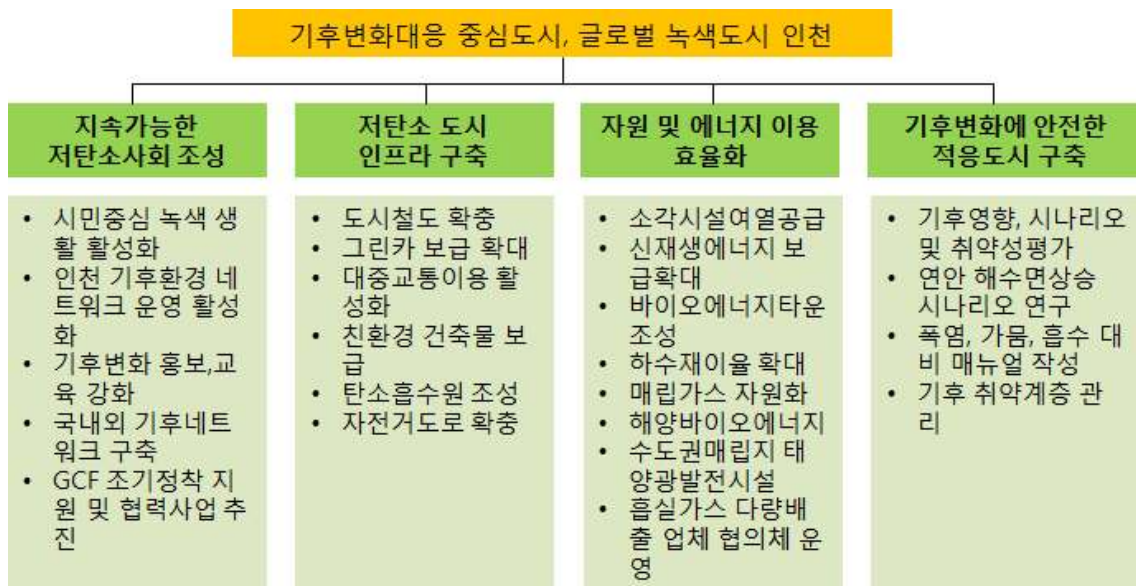 기후변화대응 중심도시, 글로벌 녹색도시 인천
지속가능한
저탄소사회 조성
• 시민중심 녹색 생
활 활성화
• 인천 기후환경 네
트워크 운영 활성
화
• 기후변화 홍보,교
육 강화
• 국내외 기후네트
워크 구축
• GCF 조기정착 지
원 및 협력사업 추
진
저탄소 도시
인프라 구축
• 도시철도 확충
• 그린카 보급 확대
• 대중교통이용 활
성화
• 친환경 건축물 보
급
• 탄소흡수원 조성
• 자전거도로 확충
자원 및 에너지 이용
효율화
• 소각시설여열공급
• 신재생에너지 보
급확대
• 바이오에너지타운
조성
• 하수재이율 확대
• 매립가스 자원화
• 해양바이오에너지
• 수도권매립지 태
양광발전시설
• 흡실가스 다량배
출 업체 협의체 운
영
기후변화에 안전한
적응도시 구축
• 기후영향, 시나리오
및 취약성평가
• 연안 해수면상승
시나리오 연구
• 폭염, 가뭄, 흡수 대
비 매뉴얼 작성
• 기후 취약계층 관
리